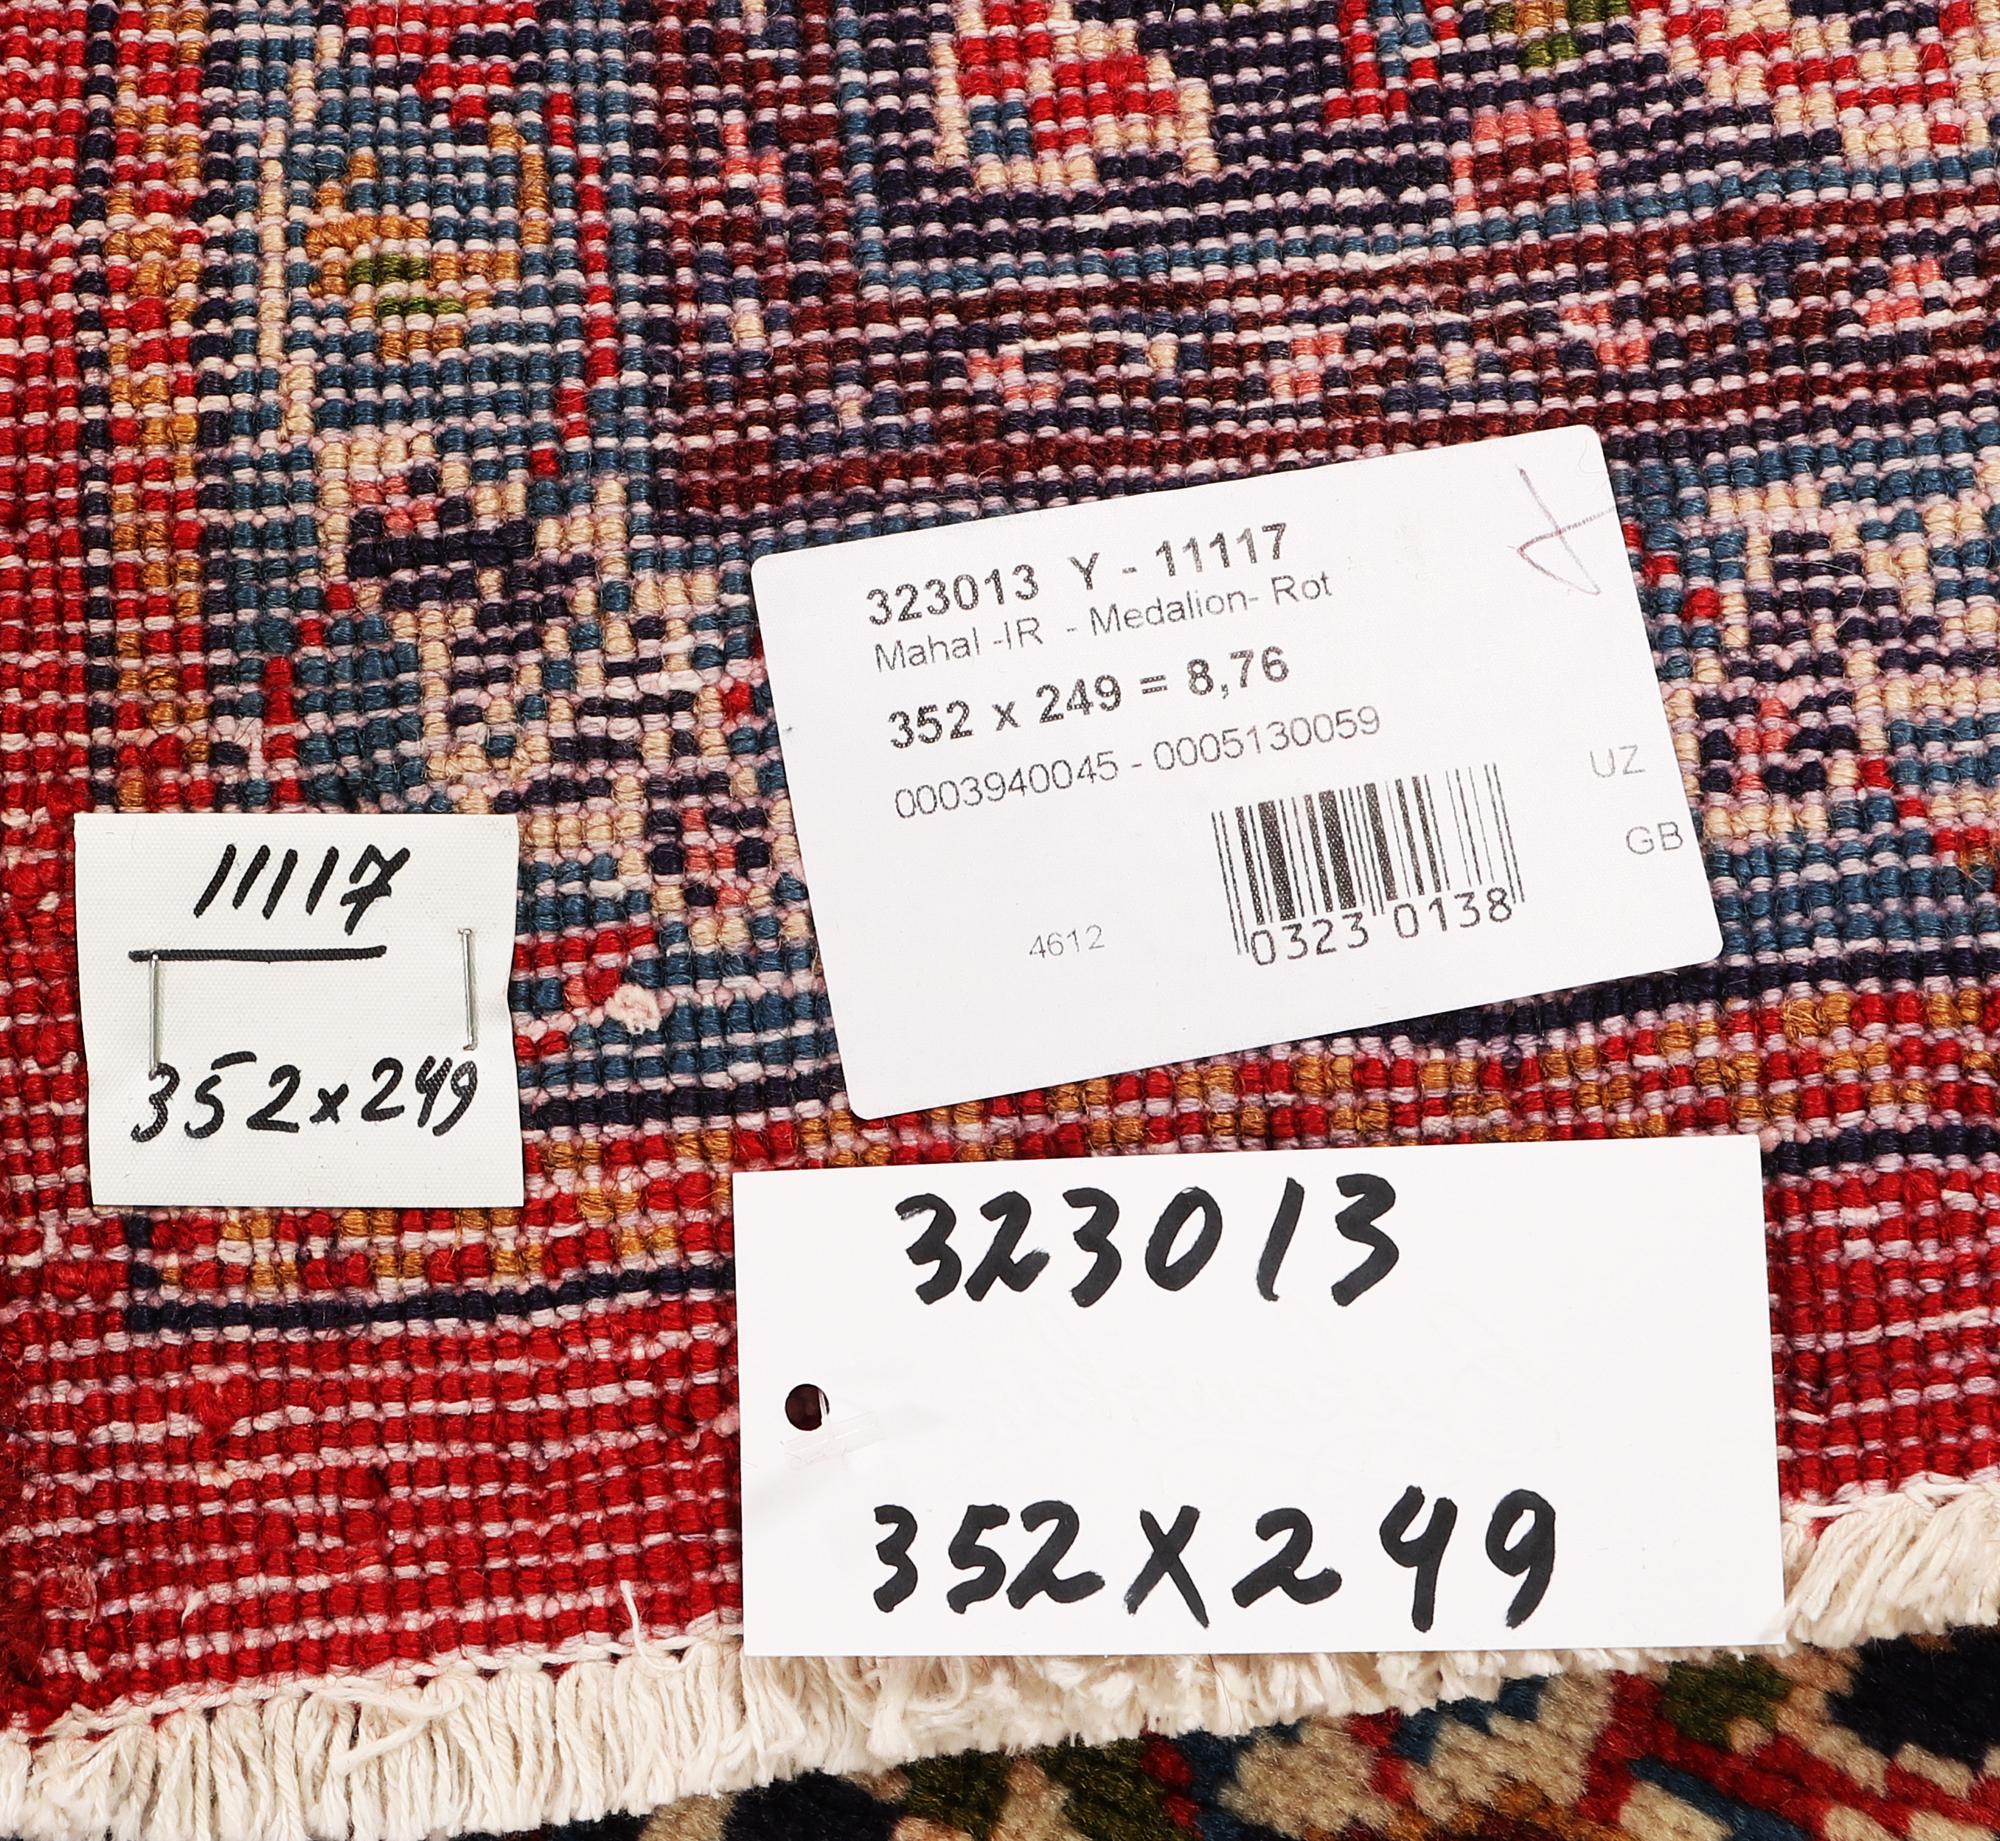 323013 Y - 11117
Mahal -IR - Medalion- Rot
352 x 249 = 8,76
0003940045 - 0005130059
UZ
GB
4612
0323 0138
11117
352x249
323013
352X249